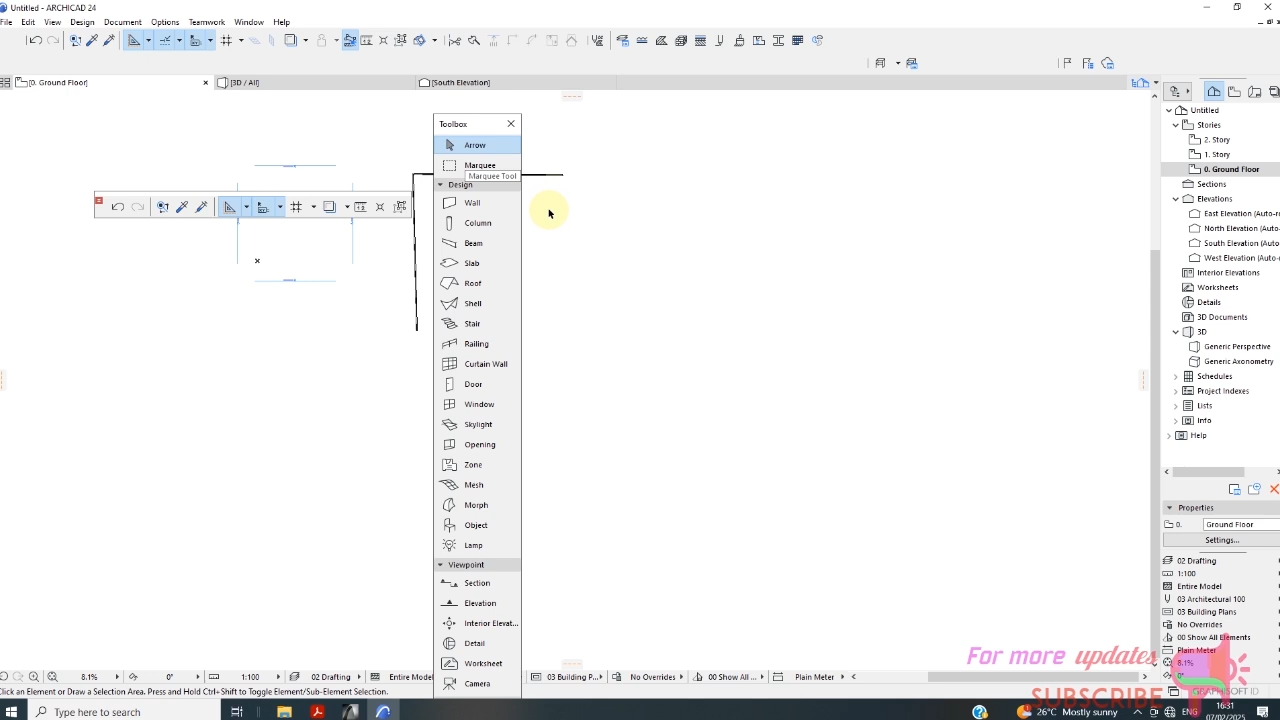 Untitled - ARCHICAD 24
File Edit View Design Document Options Teamwork Window Help
[0. Ground Floor] [3D / All] [South Elevation]
Toolbox
Arrow
Marquee
Marquee Tool
Design
Wall
Column
Beam
Slab
Roof
Shell
Stair
Railing
Curtain Wall
Door
Window
Skylight
Opening
Zone
Mesh
Morph
Object
Lamp
Viewpoint
Section
Elevation
Interior Elevat...
Detail
Worksheet
Camera
Untitled
Stories
2. Story
1. Story
0. Ground Floor
Sections
Elevations
East Elevation (Auto-
North Elevation (Auto-
South Elevation (Auto-
West Elevation (Auto-
Interior Elevations
Worksheets
Details
3D Documents
3D
Generic Perspective
Generic Axonometry
Schedules
Project Indexes
Lists
Info
Help
Properties
0. Ground Floor
Settings...
02 Drafting
1:100
Entire Model
03 Architectural 100
03 Building Plans
No Overrides
00 Show All Elements
Plain Meter
8.1%
0°
For more updates
SUBSCRIBE
8.1% 0° 1:100 02 Drafting Entire Model 03 Building P... No Overrides 00 Show All ... Plain Meter
Click an Element or Draw a Selection Area. Press and Hold Ctrl+Shift to Toggle Element/Sub-Element Selection.
GRAPHISOFT ID
Type here to search
26°C Mostly sunny
ENG
16:31
07/02/2025